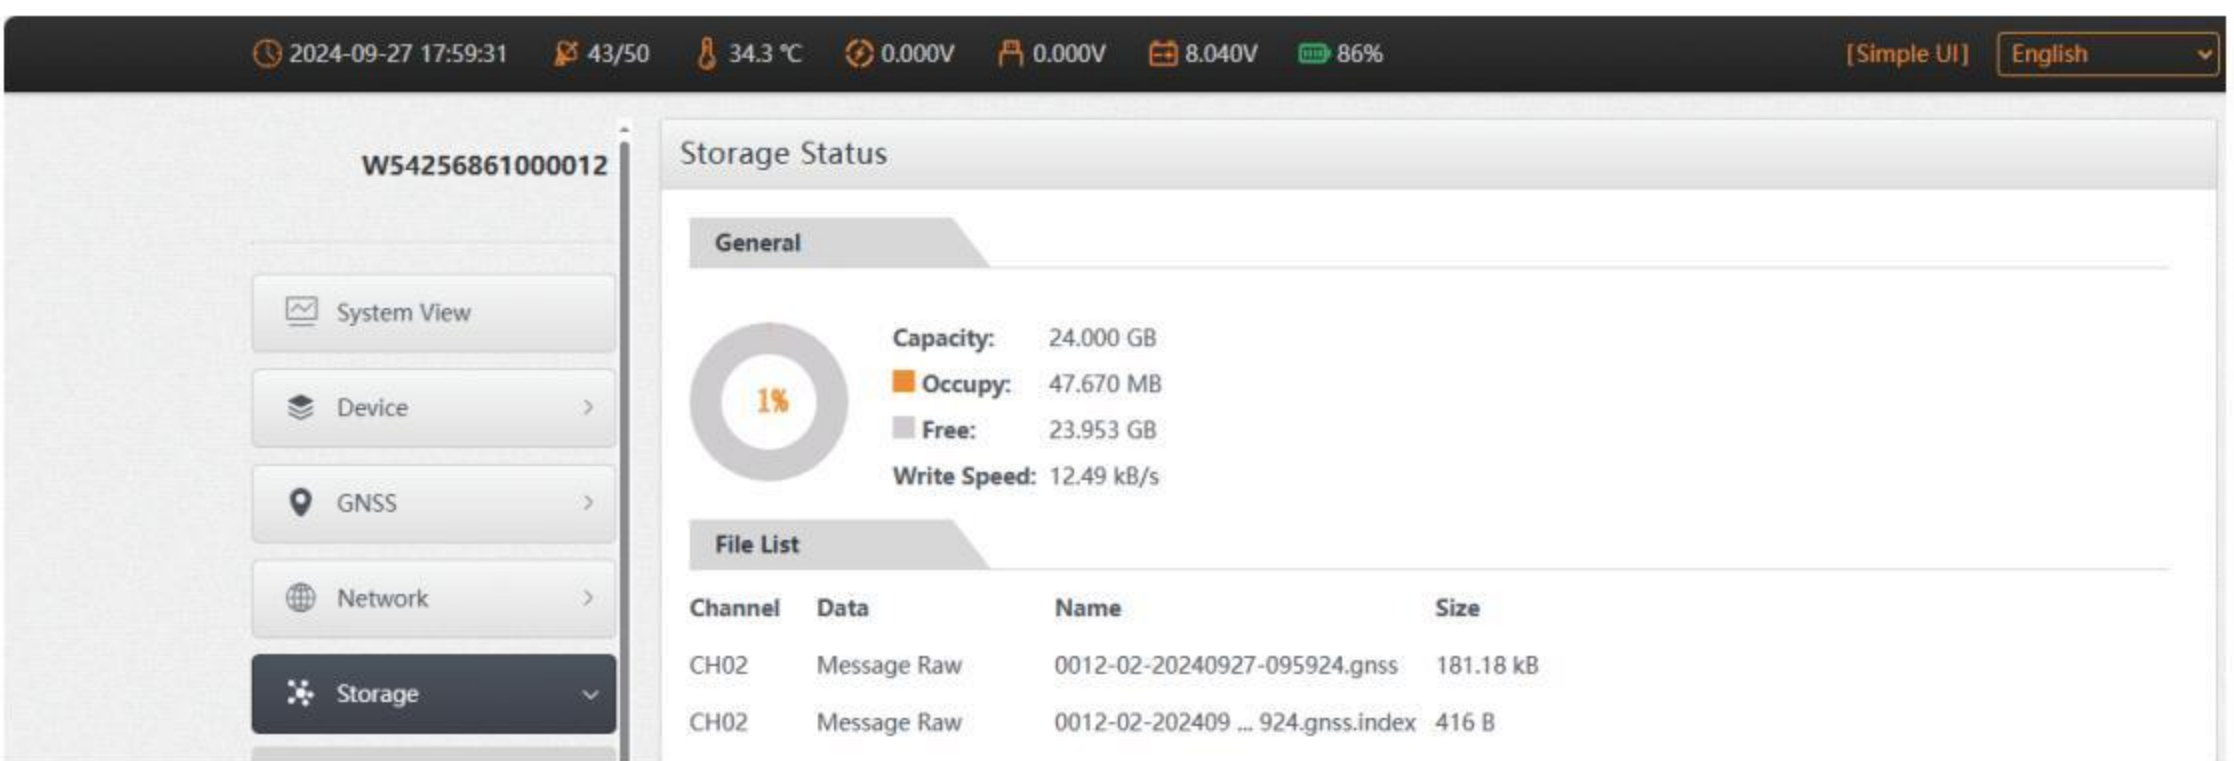 2024-09-27 17:59:31 43/50 34.3 ℃ 0.000V 0.000V 8.040V 86% [Simple UI] English
W54256861000012
System View
Device
GNSS
Network
Storage
Storage Status
General
1%
Capacity: 24.000 GB
Occupy: 47.670 MB
Free: 23.953 GB
Write Speed: 12.49 kB/s
File List
Channel Data Name Size
CH02 Message Raw 0012-02-20240927-095924.gnss 181.18 kB
CH02 Message Raw 0012-02-202409 ... 924.gnss.index 416 B